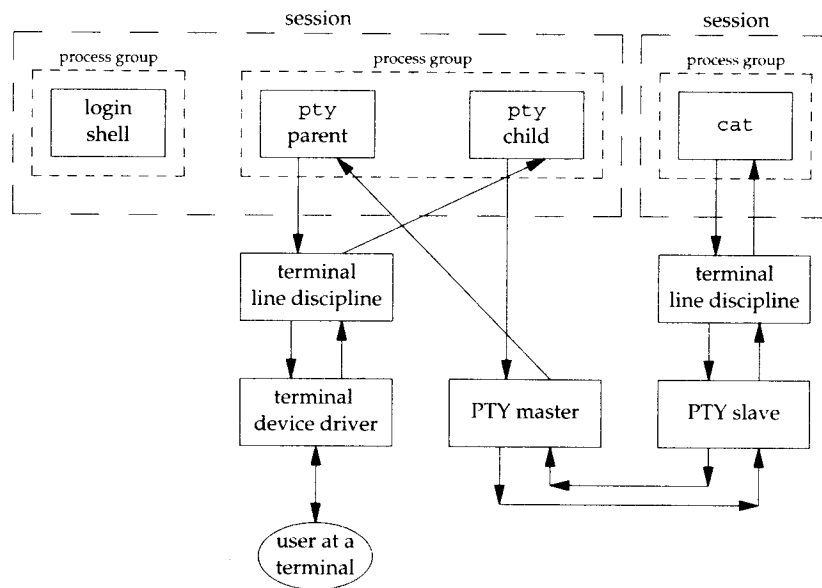 session
session
process group
process group
process group
login
shell
pty
parent
pty
child
cat
terminal
line discipline
terminal
line discipline
terminal
device driver
PTY master
PTY slave
user at a
terminal